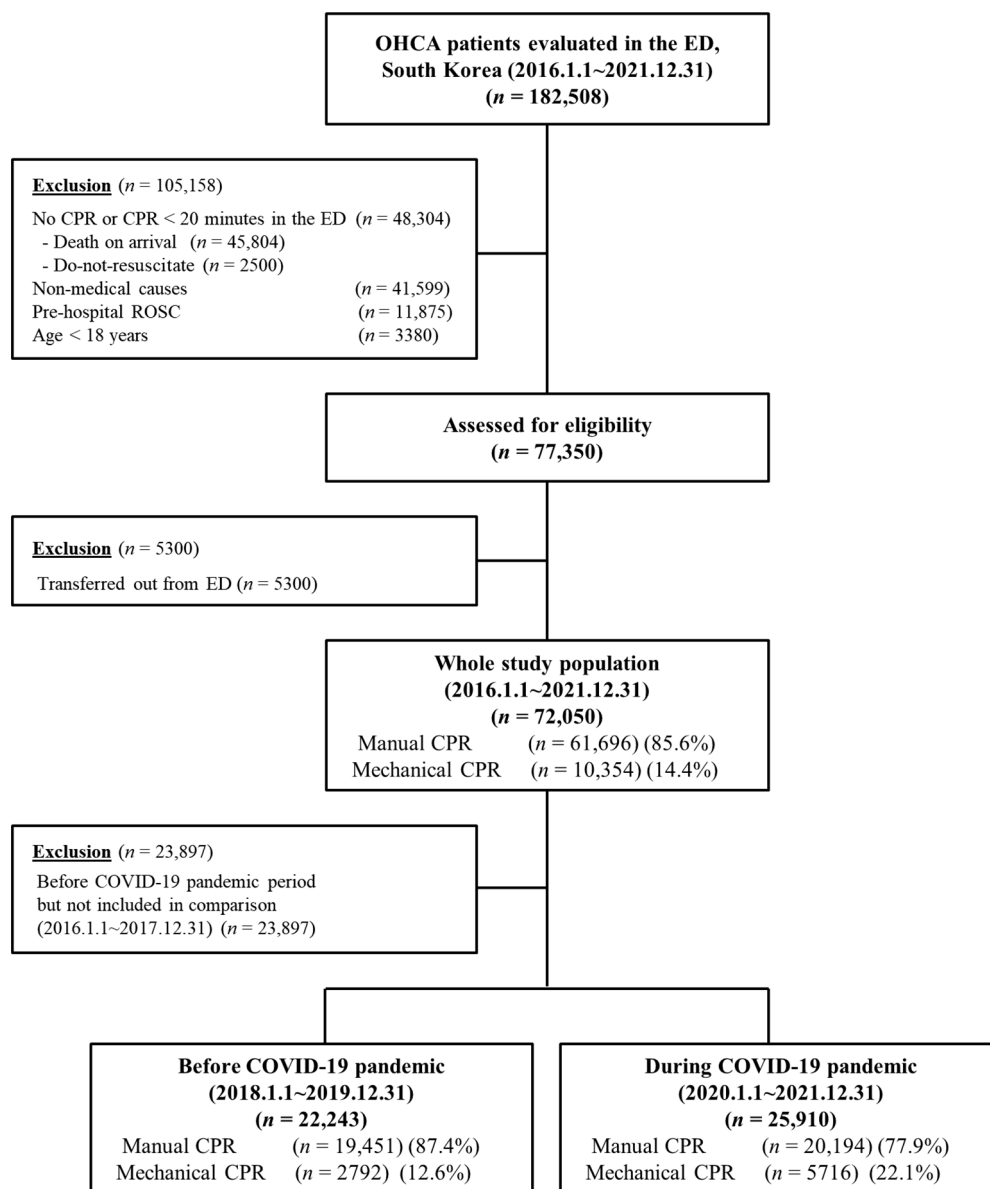 OHCA patients evaluated in the ED,
South Korea (2016.1.1~2021.12.31)
(n = 182,508)
Exclusion (n = 105,158)
No CPR or CPR < 20 minutes in the ED (n = 48,304)
- Death on arrival (n = 45,804)
- Do-not-resuscitate (n = 2500)
Non-medical causes (n = 41,599)
Pre-hospital ROSC (n = 11,875)
Age < 18 years (n = 3380)
Assessed for eligibility
(n = 77,350)
Exclusion (n = 5300)
Transferred out from ED (n = 5300)
Whole study population
(2016.1.1~2021.12.31)
(n = 72,050)
Manual CPR (n = 61,696) (85.6%)
Mechanical CPR (n = 10,354) (14.4%)
Exclusion (n = 23,897)
Before COVID-19 pandemic period
but not included in comparison
(2016.1.1~2017.12.31) (n = 23,897)
Before COVID-19 pandemic
(2018.1.1~2019.12.31)
(n = 22,243)
Manual CPR (n = 19,451) (87.4%)
Mechanical CPR (n = 2792) (12.6%)
During COVID-19 pandemic
(2020.1.1~2021.12.31)
(n = 25,910)
Manual CPR (n = 20,194) (77.9%)
Mechanical CPR (n = 5716) (22.1%)